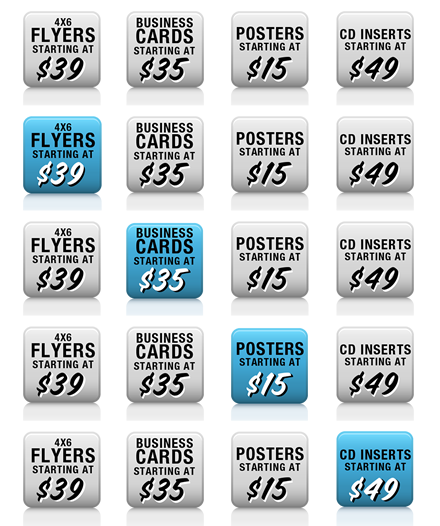 4X6
FLYERS
STARTING AT
$39
BUSINESS
CARDS
STARTING AT
$35
POSTERS
STARTING AT
$15
CD INSERTS
STARTING AT
$49
4X6
FLYERS
STARTING AT
$39
BUSINESS
CARDS
STARTING AT
$35
POSTERS
STARTING AT
$15
CD INSERTS
STARTING AT
$49
4X6
FLYERS
STARTING AT
$39
BUSINESS
CARDS
STARTING AT
$35
POSTERS
STARTING AT
$15
CD INSERTS
STARTING AT
$49
4X6
FLYERS
STARTING AT
$39
BUSINESS
CARDS
STARTING AT
$35
POSTERS
STARTING AT
$15
CD INSERTS
STARTING AT
$49
4X6
FLYERS
STARTING AT
$39
BUSINESS
CARDS
STARTING AT
$35
POSTERS
STARTING AT
$15
CD INSERTS
STARTING AT
$49